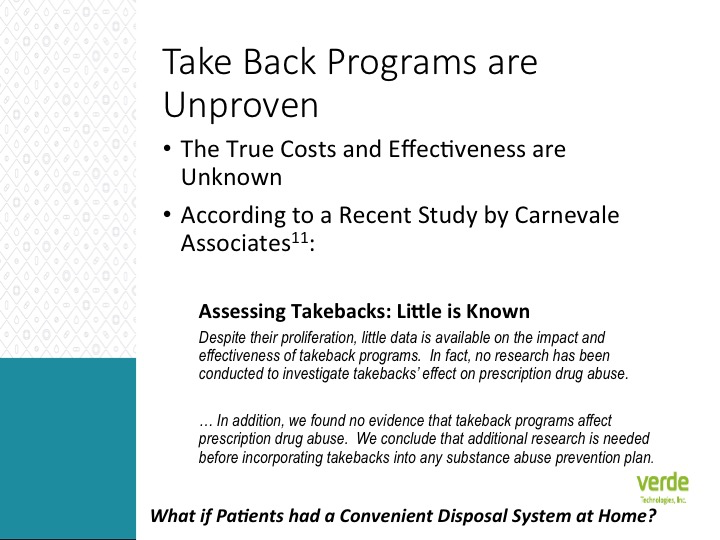 Take Back Programs are
Unproven
• The True Costs and Effectiveness are
Unknown
• According to a Recent Study by Carnevale
Associates11:
Assessing Takebacks: Little is Known
Despite their proliferation, little data is available on the impact and
effectiveness of takeback programs. In fact, no research has been
conducted to investigate takebacks' effect on prescription drug abuse.
… In addition, we found no evidence that takeback programs affect
prescription drug abuse. We conclude that additional research is needed
before incorporating takebacks into any substance abuse prevention plan.
verde
Technologies, Inc.
What if Patients had a Convenient Disposal System at Home?